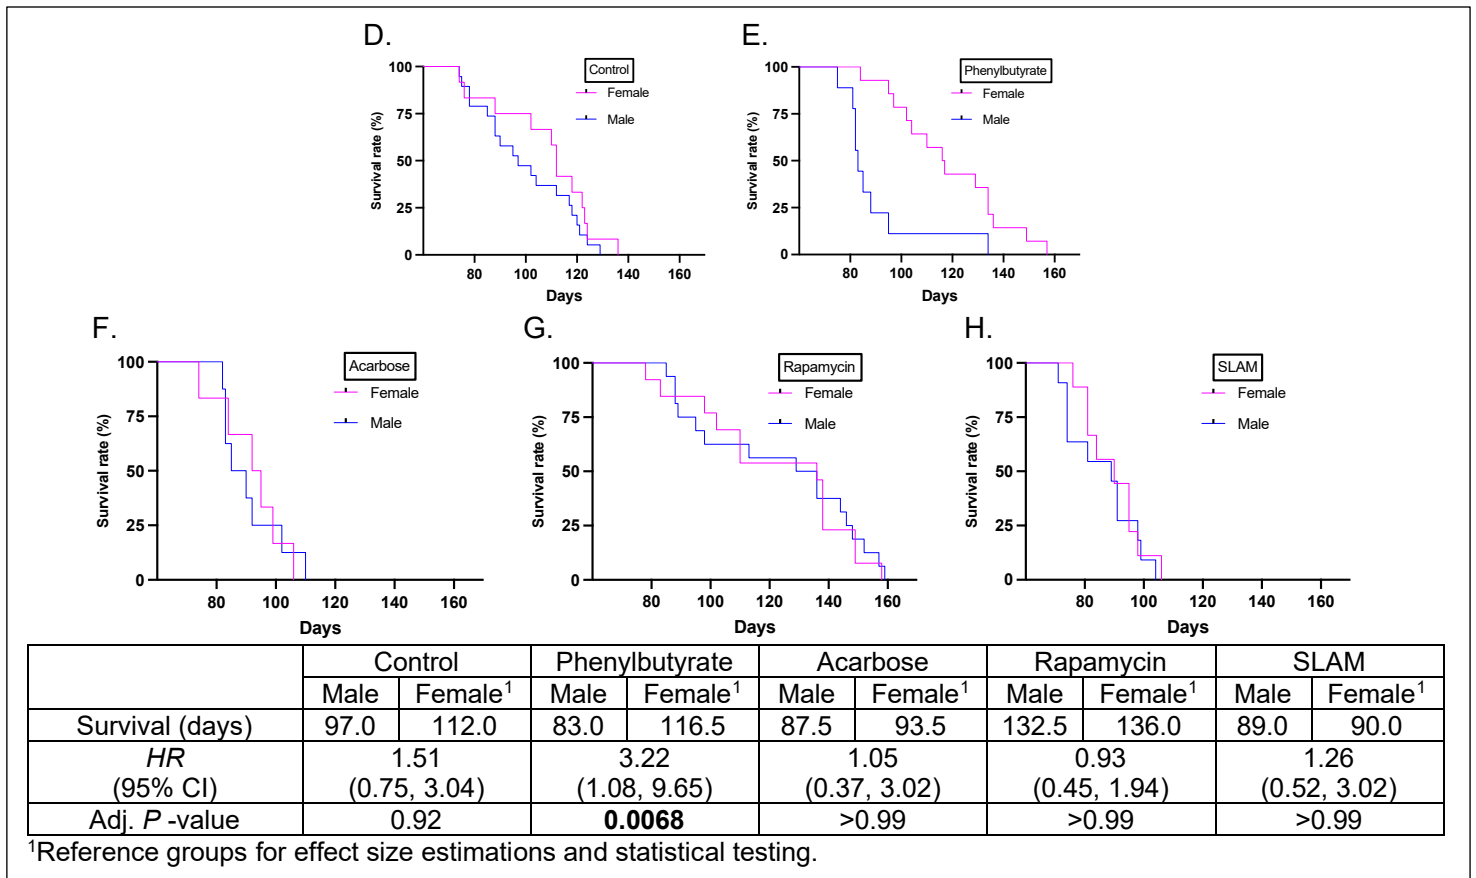 D.
Control
Female
Male
100
75
50
25
0
Survival rate (%)
80 100 120 140 160
Days
E.
Phenylbutyrate
Female
Male
100
75
50
25
0
Survival rate (%)
80 100 120 140 160
Days
F.
Acarbose
Female
Male
100
75
50
25
0
Survival rate (%)
80 100 120 140 160
Days
G.
Rapamycin
Female
Male
100
75
50
25
0
Survival rate (%)
80 100 120 140 160
Days
H.
SLAM
Female
Male
100
75
50
25
0
Survival rate (%)
80 100 120 140 160
Days
Control Phenylbutyrate Acarbose Rapamycin SLAM
Male Female¹ Male Female¹ Male Female¹ Male Female¹ Male Female¹
Survival (days) 97.0 112.0 83.0 116.5 87.5 93.5 132.5 136.0 89.0 90.0
HR 1.51 3.22 1.05 0.93 1.26
(95% CI) (0.75, 3.04) (1.08, 9.65) (0.37, 3.02) (0.45, 1.94) (0.52, 3.02)
Adj. P -value 0.92 0.0068 >0.99 >0.99 >0.99
¹Reference groups for effect size estimations and statistical testing.